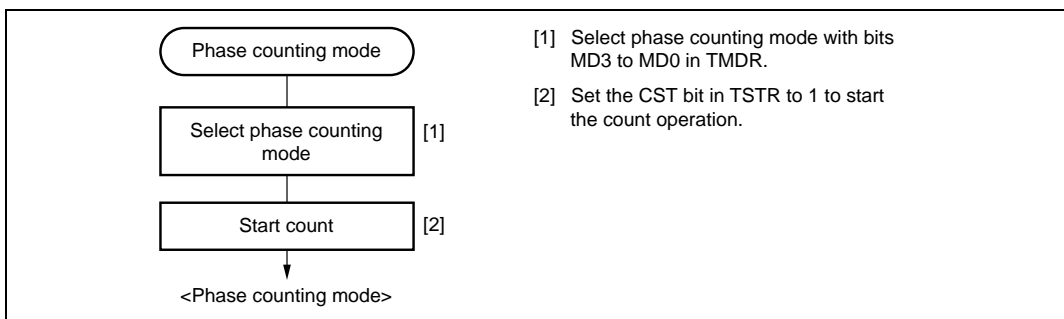 Phase counting mode
Select phase counting
mode
[1]
Start count
[2]
<Phase counting mode>
[1] Select phase counting mode with bits
MD3 to MD0 in TMDR.
[2] Set the CST bit in TSTR to 1 to start
the count operation.